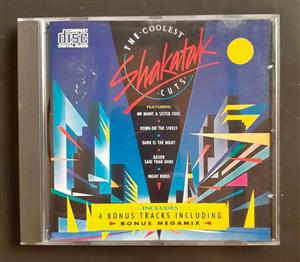 COMPACT
disc
DIGITAL AUDIO
THE COOLEST
Shakatak
CUTS
FEATURING
MR MANIC & SISTER COOL
DOWN ON THE STREET
DARK IS THE NIGHT
EASIER
SAID THAN DONE
NIGHT BIRDS
INCLUDES
4 BONUS TRACKS INCLUDING
BONUS MEGAMIX